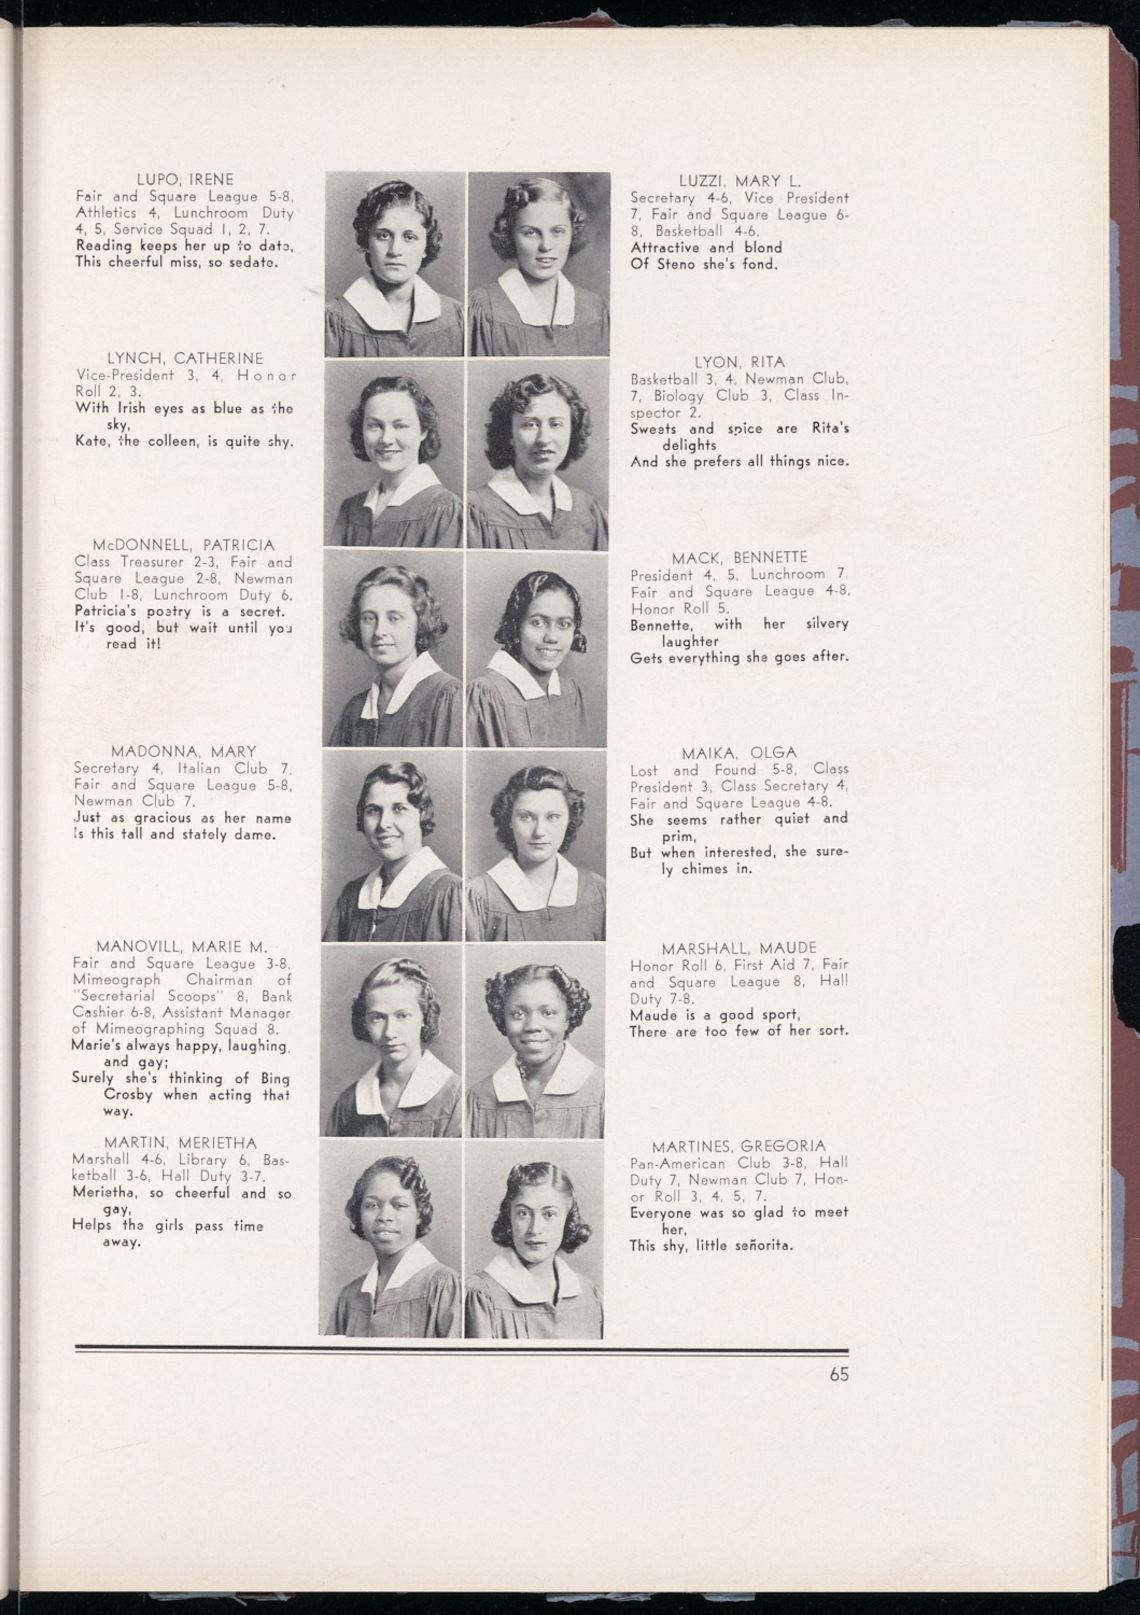 LUPO, IRENE
Fair and Square League 5-8,
Athletics 4, Lunchroom Duty
4, 5, Service Squad 1, 2, 7.
Reading keeps her up to date,
This cheerful miss, so sedate.
LUZZI, MARY L.
Secretary 4-6, Vice President
7, Fair and Square League 6-
8, Basketball 4-6.
Attractive and blond
Of Steno she's fond.
LYNCH, CATHERINE
Vice-President 3, 4, Honor
Roll 2, 3.
With Irish eyes as blue as the
sky,
Kate, the colleen, is quite shy.
LYON, RITA
Basketball 3, 4, Newman Club,
7, Biology Club 3, Class In-
spector 2.
Sweets and spice are Rita's
delights
And she prefers all things nice.
McDONNELL, PATRICIA
Class Treasurer 2-3, Fair and
Square League 2-8, Newman
Club 1-8, Lunchroom Duty 6.
Patricia's poetry is a secret.
It's good, but wait until you
read it!
MACK, BENNETTE
President 4, 5, Lunchroom 7,
Fair and Square League 4-8,
Honor Roll 5.
Bennette, with her silvery
laughter
Gets everything she goes after.
MADONNA, MARY
Secretary 4, Italian Club 7,
Fair and Square League 5-8,
Newman Club 7.
Just as gracious as her name
Is this tall and stately dame.
MAIKA, OLGA
Lost and Found 5-8, Class
President 3, Class Secretary 4,
Fair and Square League 4-8.
She seems rather quiet and
prim,
But when interested, she sure-
ly chimes in.
MANOVILL, MARIE M.
Fair and Square League 3-8,
Mimeograph Chairman of
"Secretarial Scoops" 8, Bank
Cashier 6-8, Assistant Manager
of Mimeographing Squad 8.
Marie's always happy, laughing,
and gay;
Surely she's thinking of Bing
Crosby when acting that
way.
MARSHALL, MAUDE
Honor Roll 6, First Aid 7, Fair
and Square League 8, Hall
Duty 7-8.
Maude is a good sport,
There are too few of her sort.
MARTIN, MERIETHA
Marshall 4-6, Library 6, Bas-
ketball 3-6, Hall Duty 3-7.
Merietha, so cheerful and so
gay,
Helps the girls pass time
away.
MARTINES, GREGORIA
Pan-American Club 3-8, Hall
Duty 7, Newman Club 7, Hon-
or Roll 3, 4, 5, 7.
Everyone was so glad to meet
her,
This shy, little señorita.
65